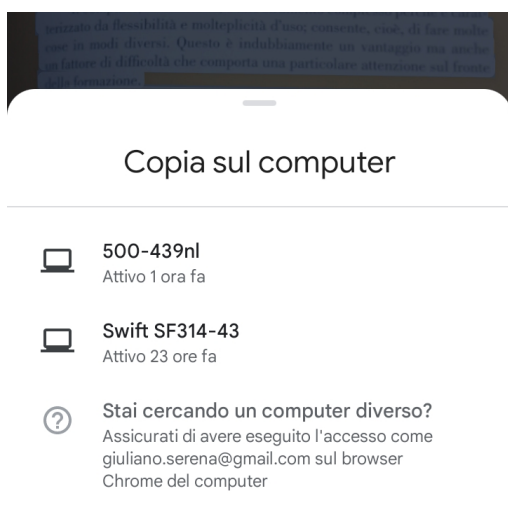 terizzato da flessibilità e molteplicità d'uso; consente, cioè, di fare molte
cose in modi diversi. Questo è indubbiamente un vantaggio ma anche
un fattore di difficoltà che comporta una particolare attenzione sul fronte
della formazione.
Copia sul computer
500-439nl
Attivo 1 ora fa
Swift SF314-43
Attivo 23 ore fa
Stai cercando un computer diverso?
Assicurati di avere eseguito l'accesso come
giuliano.serena@gmail.com sul browser
Chrome del computer